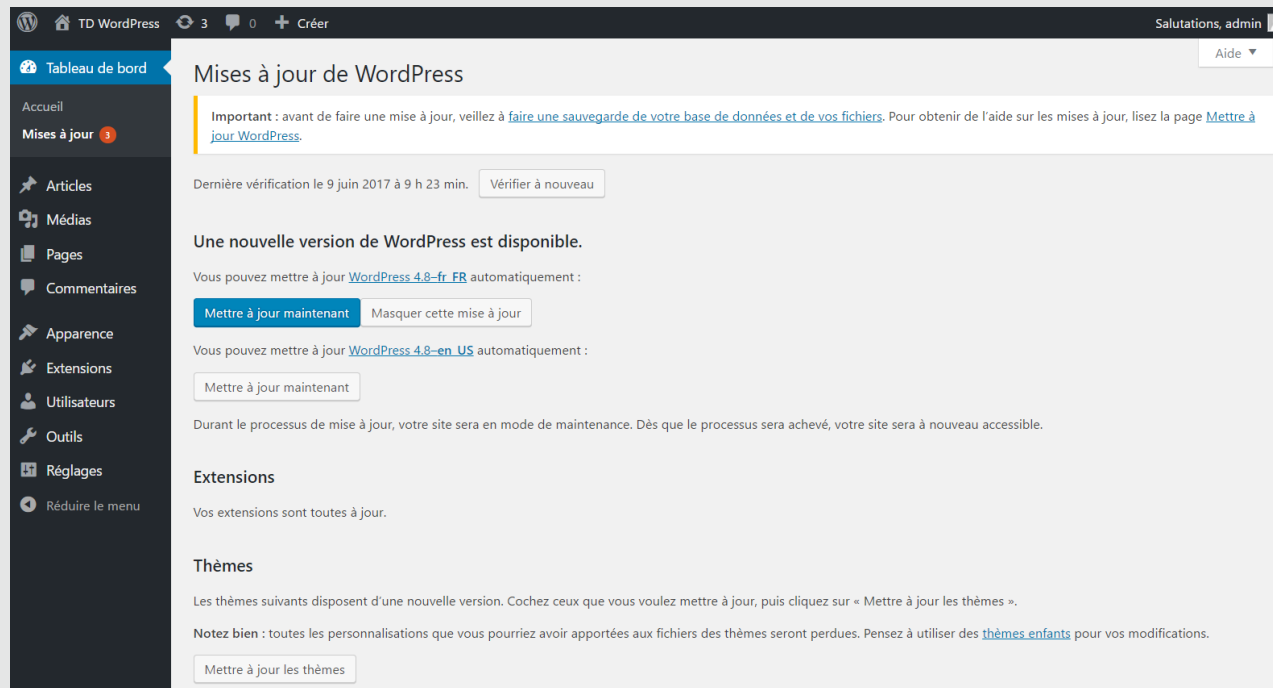 TD WordPress 3 0 Créer Salutations, admin
Aide
Tableau de bord
Accueil
Mises à jour 3
Articles
Médias
Pages
Commentaires
Apparence
Extensions
Utilisateurs
Outils
Réglages
Réduire le menu
Mises à jour de WordPress
Important : avant de faire une mise à jour, veillez à faire une sauvegarde de votre base de données et de vos fichiers. Pour obtenir de l'aide sur les mises à jour, lisez la page Mettre à
jour WordPress.
Dernière vérification le 9 juin 2017 à 9 h 23 min. Vérifier à nouveau
Une nouvelle version de WordPress est disponible.
Vous pouvez mettre à jour WordPress 4.8–fr_FR automatiquement :
Mettre à jour maintenant Masquer cette mise à jour
Vous pouvez mettre à jour WordPress 4.8–en_US automatiquement :
Mettre à jour maintenant
Durant le processus de mise à jour, votre site sera en mode de maintenance. Dès que le processus sera achevé, votre site sera à nouveau accessible.
Extensions
Vos extensions sont toutes à jour.
Thèmes
Les thèmes suivants disposent d'une nouvelle version. Cochez ceux que vous voulez mettre à jour, puis cliquez sur « Mettre à jour les thèmes ».
Notez bien : toutes les personnalisations que vous pourriez avoir apportées aux fichiers des thèmes seront perdues. Pensez à utiliser des thèmes enfants pour vos modifications.
Mettre à jour les thèmes